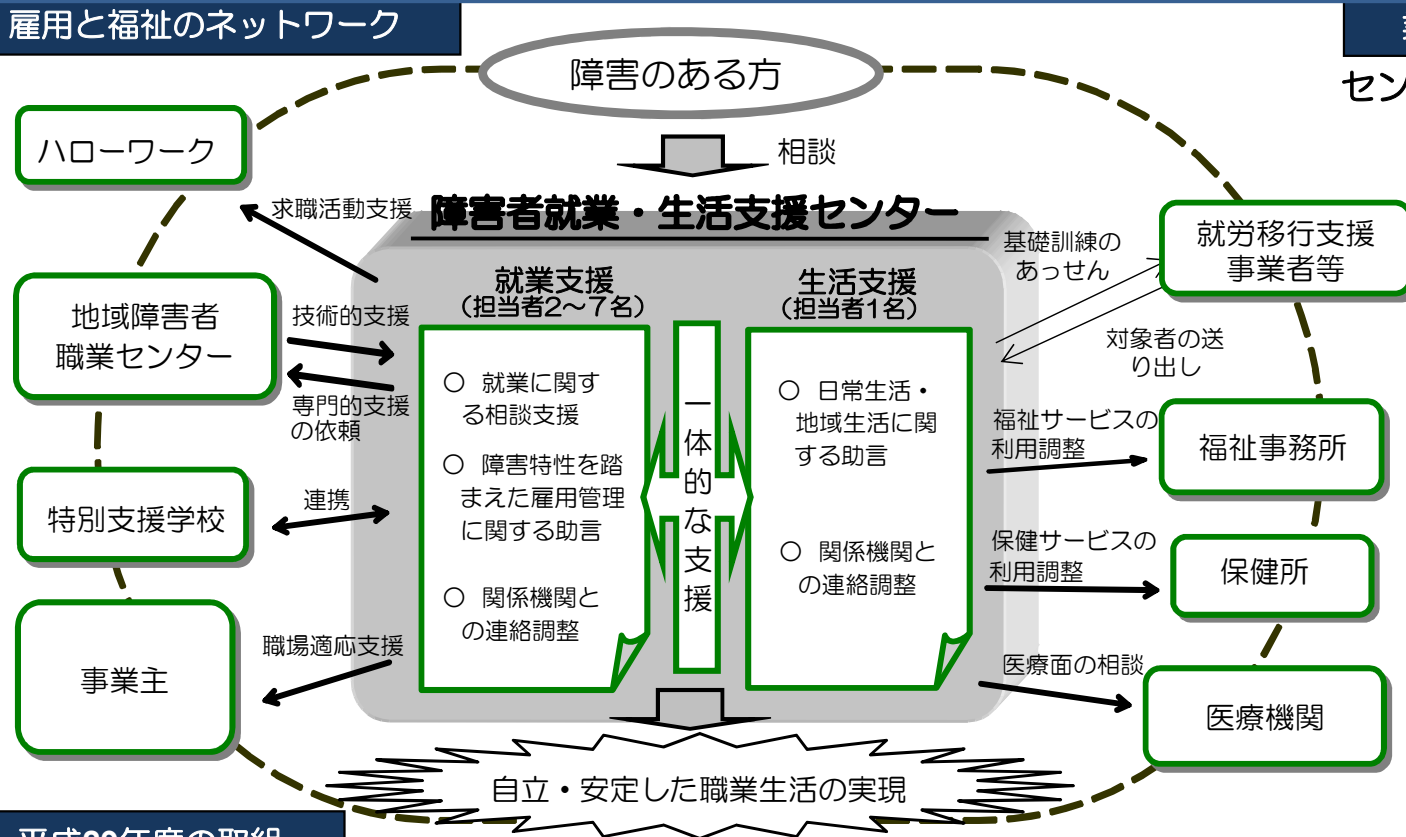 雇用と福祉のネットワーク
セン
障害のある方
相談
ハローワーク
求職活動支援
障害者就業・生活支援センター
基礎訓練の
あっせん
就労移行支援
事業者等
対象者の送
り出し
地域障害者
職業センター
技術的支援
専門的支援
の依頼
就業支援
(担当者2～7名)
○ 就業に関す
る相談支援
○ 障害特性を踏
まえた雇用管理
に関する助言
○ 関係機関と
の連絡調整
一体的な支援
生活支援
(担当者1名)
○ 日常生活・
地域生活に関
する助言
○ 関係機関と
の連絡調整
福祉サービスの
利用調整
福祉事務所
特別支援学校
連携
保健サービスの
利用調整
保健所
事業主
職場適応支援
医療面の相談
医療機関
自立・安定した職業生活の実現